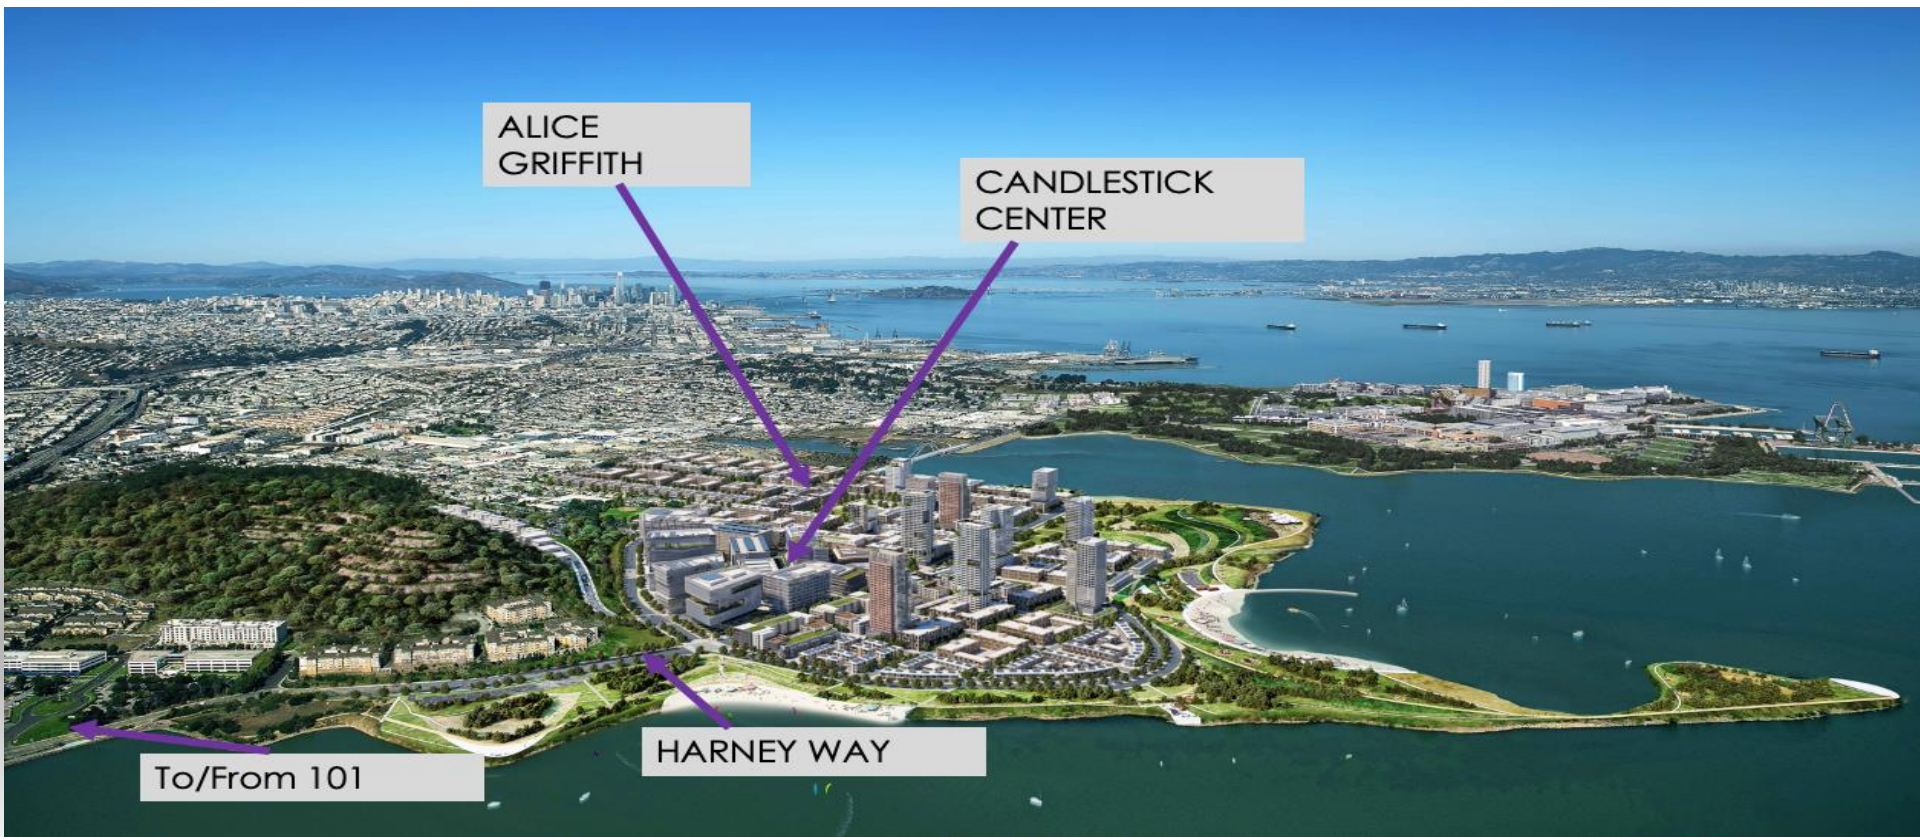 ALICE
GRIFFITH
CANDLESTICK
CENTER
HARNEY WAY
To/From 101